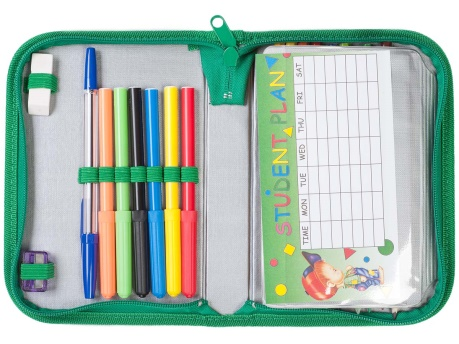 STUDENT PLAN
TIME MON TUE WED THU FRI SAT